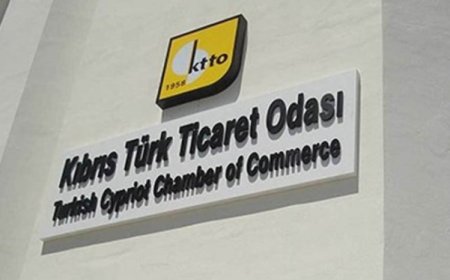 ktto
1958
Kıbrıs Türk Ticaret Odası
Turkish Cypriot Chamber of Commerce